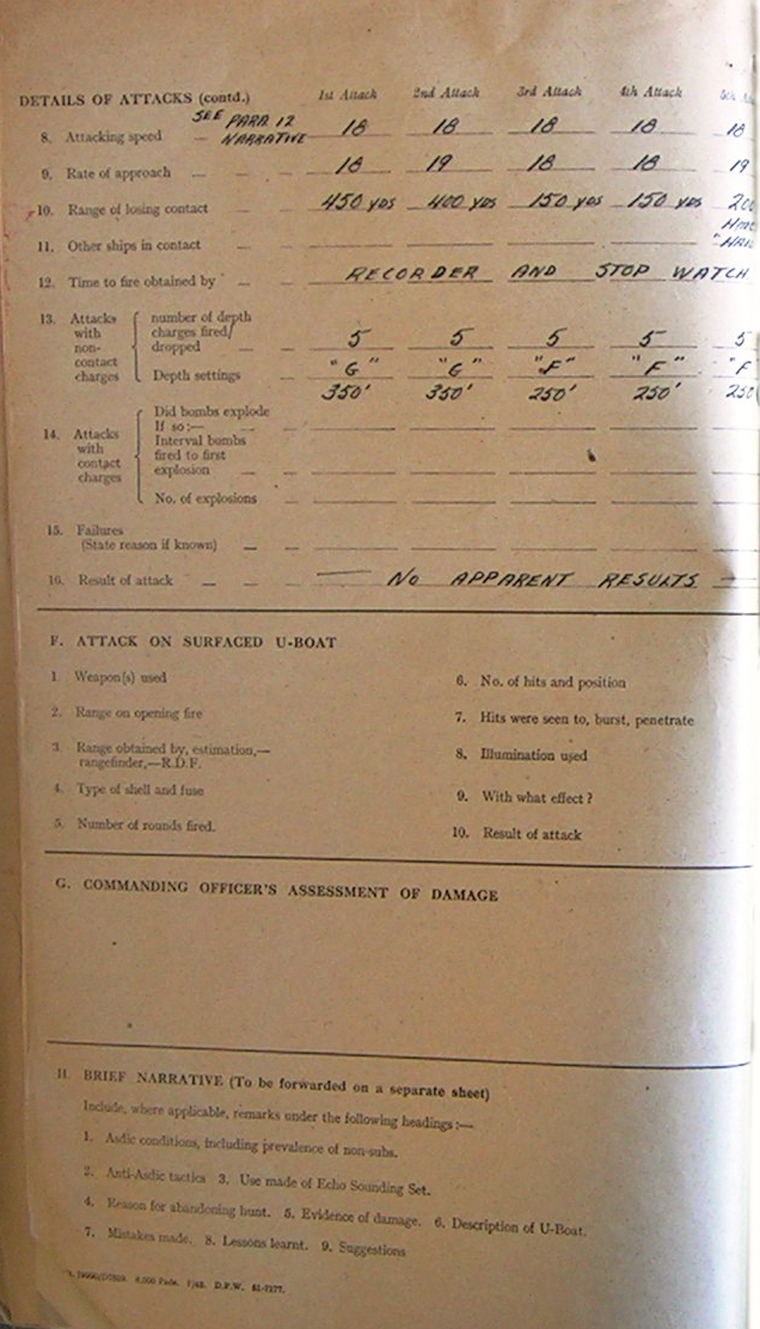 DETAILS OF ATTACKS (contd.) 1st Attack 2nd Attack 3rd Attack 4th Attack
SEE PARA 12
8. Attacking speed — NARRATIVE 18 18 18 18 18
9. Rate of approach — — — 18 19 18 18 19
10. Range of losing contact — — 450 YDS 400 YDS 150 YDS 150 YDS 200
11. Other ships in contact — —
12. Time to fire obtained by — — RECORDER AND STOP WATCH
13. Attacks with non-contact charges
number of depth
charges fired/
dropped — — 5 5 5 5 5
Depth settings — "G" "G" "F" "F" "F
350' 350' 250' 250' 250
14. Attacks with contact charges
Did bombs explode
If so:— — —
Interval bombs
fired to first
explosion — —
No. of explosions —
15. Failures
(State reason if known) — —
16. Result of attack — — — — NO APPARENT RESULTS —
F. ATTACK ON SURFACED U-BOAT
1. Weapon(s) used
2. Range on opening fire
3. Range obtained by, estimation,—
rangefinder,—R.D.F.
4. Type of shell and fuse
5. Number of rounds fired.
6. No. of hits and position
7. Hits were seen to, burst, penetrate
8. Illumination used
9. With what effect ?
10. Result of attack
G. COMMANDING OFFICER'S ASSESSMENT OF DAMAGE
H. BRIEF NARRATIVE (To be forwarded on a separate sheet)
Include, where applicable, remarks under the following headings :—
1. Asdic conditions, including prevalence of non-subs.
2. Anti-Asdic tactics 3. Use made of Echo Sounding Set.
4. Reason for abandoning hunt. 5. Evidence of damage. 6. Description of U-Boat.
7. Mistakes made. 8. Lessons learnt. 9. Suggestions
D.P.W. 51-7177.